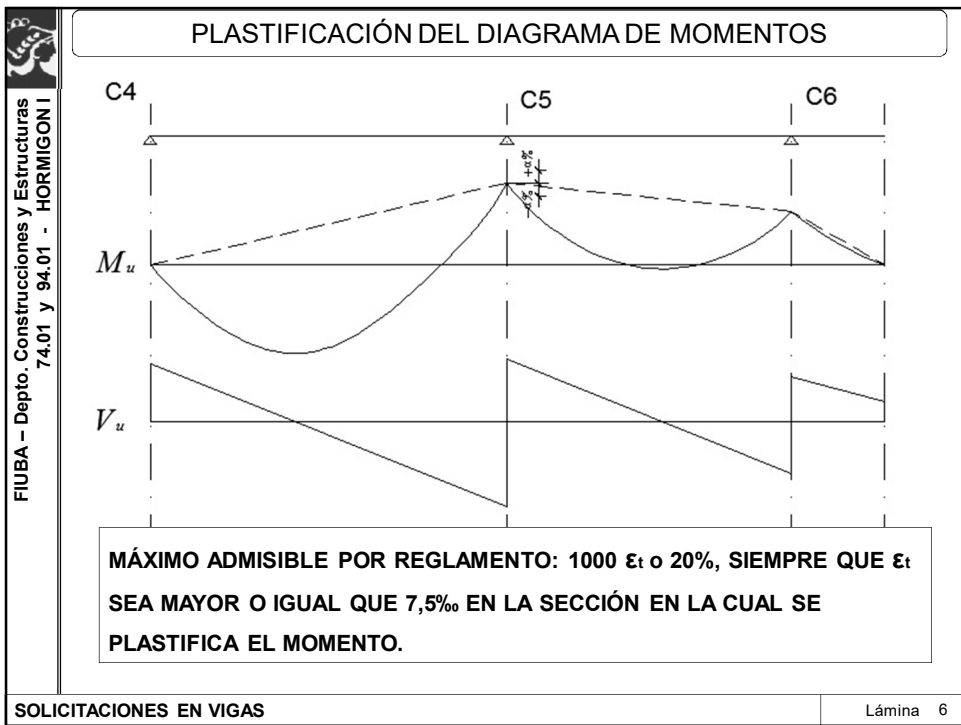 PLASTIFICACIÓN DEL DIAGRAMA DE MOMENTOS
FIUBA – Depto. Construcciones y Estructuras
74.01 y 94.01 - HORMIGON I
C4
C5
C6
+α%
-α%
Mu
Vu
MÁXIMO ADMISIBLE POR REGLAMENTO: 1000 εt o 20%, SIEMPRE QUE εt
SEA MAYOR O IGUAL QUE 7,5‰ EN LA SECCIÓN EN LA CUAL SE
PLASTIFICA EL MOMENTO.
SOLICITACIONES EN VIGAS
Lámina 6